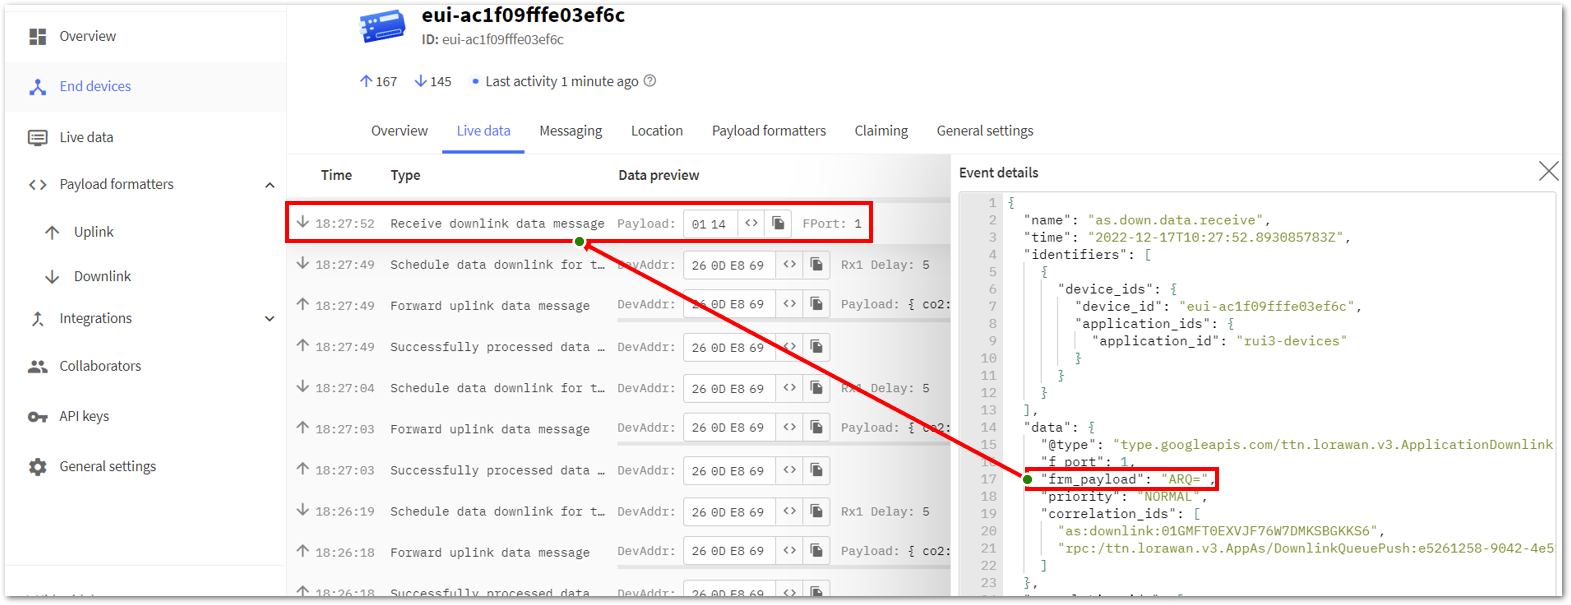 Overview
End devices
Live data
Payload formatters
Uplink
Downlink
Integrations
Collaborators
API keys
General settings
eui-ac1f09fffe03ef6c
ID: eui-ac1f09fffe03ef6c
167 145 Last activity 1 minute ago
Overview Live data Messaging Location Payload formatters Claiming General settings
Time Type Data preview
18:27:52 Receive downlink data message Payload: 01 14 <> FPort: 1
18:27:49 Schedule data downlink for t… DevAddr: 26 0D E8 69 <> Rx1 Delay: 5
18:27:49 Forward uplink data message DevAddr: 26 0D E8 69 <> Payload: { co2:
18:27:49 Successfully processed data … DevAddr: 26 0D E8 69 <>
18:27:04 Schedule data downlink for t… DevAddr: 26 0D E8 69 <> Rx1 Delay: 5
18:27:03 Forward uplink data message DevAddr: 26 0D E8 69 <> Payload: { co2:
18:27:03 Successfully processed data … DevAddr: 26 0D E8 69 <>
18:26:19 Schedule data downlink for t… DevAddr: 26 0D E8 69 <> Rx1 Delay: 5
18:26:18 Forward uplink data message DevAddr: 26 0D E8 69 <> Payload: { co2:
18:26:18 Successfully processed data DevAddr: 26 0D E8 69 <>
Event details
1 {
2 "name": "as.down.data.receive",
3 "time": "2022-12-17T10:27:52.893085783Z",
4 "identifiers": [
5 {
6 "device_ids": {
7 "device_id": "eui-ac1f09fffe03ef6c",
8 "application_ids": {
9 "application_id": "rui3-devices"
10 }
11 }
12 }
13 ],
14 "data": {
15 "@type": "type.googleapis.com/ttn.lorawan.v3.ApplicationDownlink
16 "f_port": 1,
17 "frm_payload": "ARQ=",
18 "priority": "NORMAL",
19 "correlation_ids": [
20 "as:downlink:01GMFT0EXVJF76W7DMKSBGKKS6",
21 "rpc:/ttn.lorawan.v3.AppAs/DownlinkQueuePush:e5261258-9042-4e5
22 ]
23 },